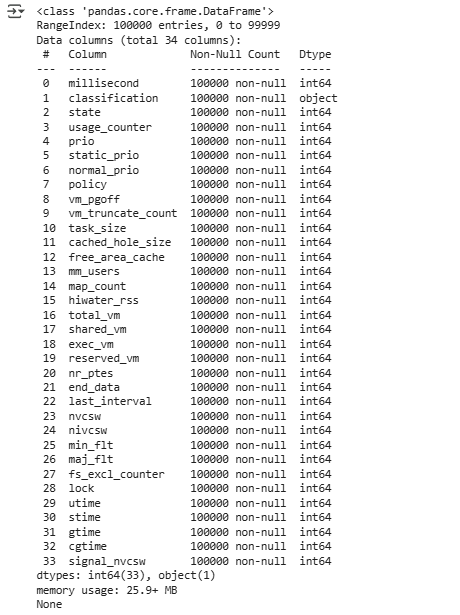 <class 'pandas.core.frame.DataFrame'>
RangeIndex: 100000 entries, 0 to 99999
Data columns (total 34 columns):
 #   Column             Non-Null Count   Dtype
---  ------             --------------   -----
 0   millisecond        100000 non-null  int64
 1   classification     100000 non-null  object
 2   state              100000 non-null  int64
 3   usage_counter      100000 non-null  int64
 4   prio               100000 non-null  int64
 5   static_prio        100000 non-null  int64
 6   normal_prio        100000 non-null  int64
 7   policy             100000 non-null  int64
 8   vm_pgoff           100000 non-null  int64
 9   vm_truncate_count  100000 non-null  int64
 10  task_size          100000 non-null  int64
 11  cached_hole_size   100000 non-null  int64
 12  free_area_cache    100000 non-null  int64
 13  mm_users           100000 non-null  int64
 14  map_count          100000 non-null  int64
 15  hiwater_rss        100000 non-null  int64
 16  total_vm           100000 non-null  int64
 17  shared_vm          100000 non-null  int64
 18  exec_vm            100000 non-null  int64
 19  reserved_vm        100000 non-null  int64
 20  nr_ptes            100000 non-null  int64
 21  end_data           100000 non-null  int64
 22  last_interval      100000 non-null  int64
 23  nvcsw              100000 non-null  int64
 24  nivcsw             100000 non-null  int64
 25  min_flt            100000 non-null  int64
 26  maj_flt            100000 non-null  int64
 27  fs_excl_counter    100000 non-null  int64
 28  lock               100000 non-null  int64
 29  utime              100000 non-null  int64
 30  stime              100000 non-null  int64
 31  gtime              100000 non-null  int64
 32  cgtime             100000 non-null  int64
 33  signal_nvcsw       100000 non-null  int64
dtypes: int64(33), object(1)
memory usage: 25.9+ MB
None